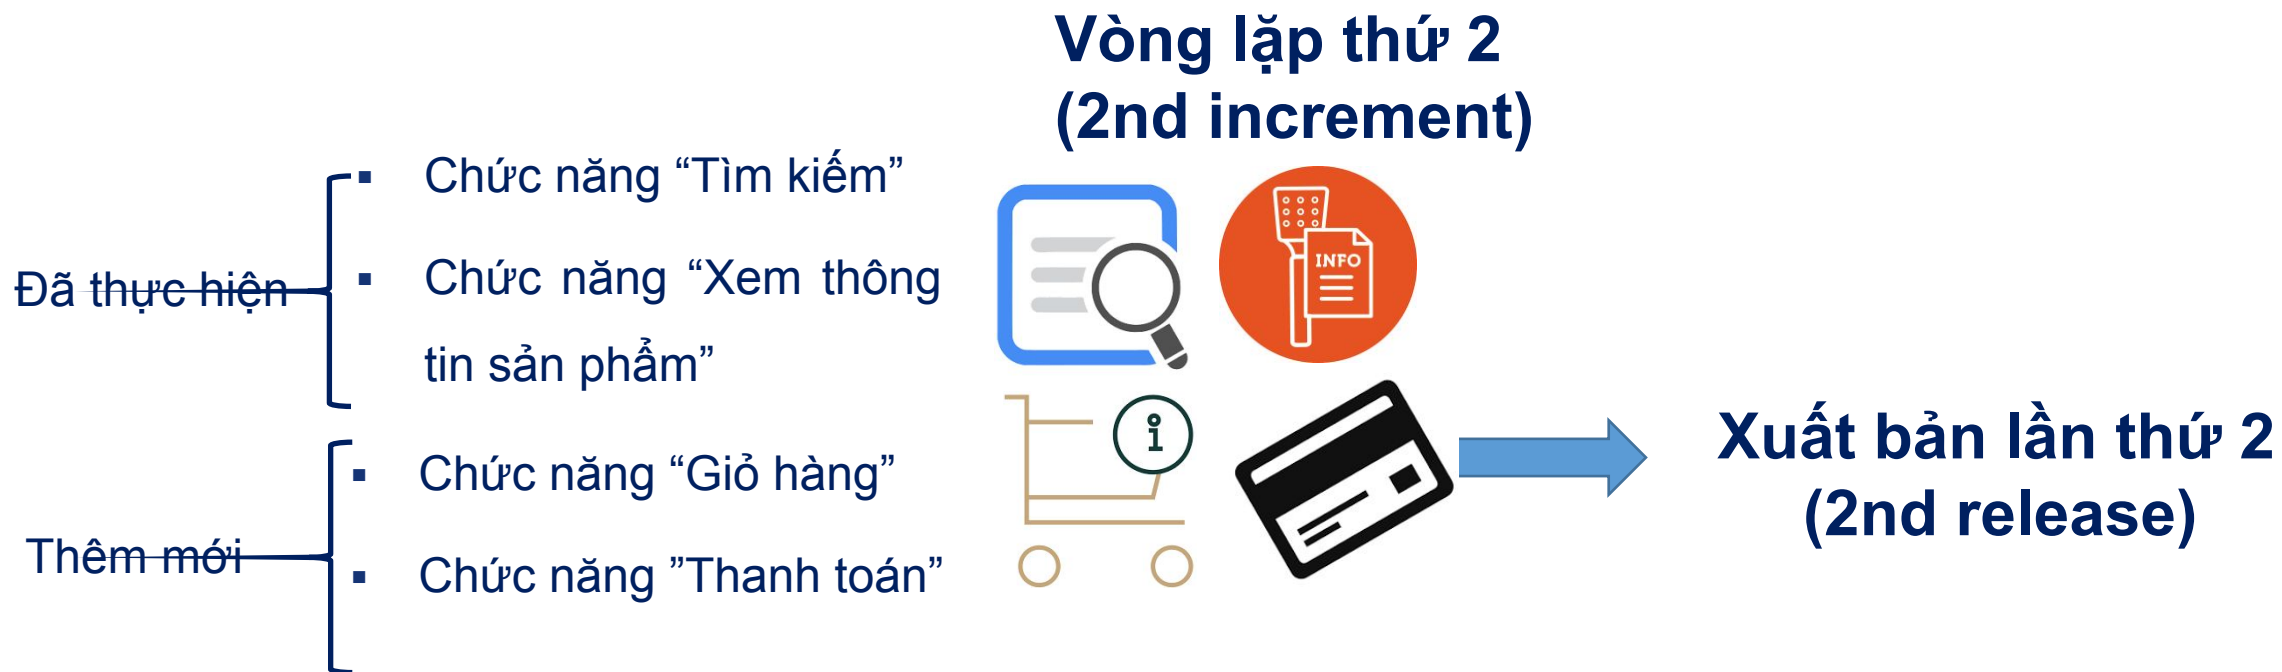 Vòng lặp thứ 2
(2nd increment)
Đã thực hiện
▪ Chức năng “Tìm kiếm”
▪ Chức năng “Xem thông
tin sản phẩm”
INFO
i
Thêm mới
▪ Chức năng “Giỏ hàng”
▪ Chức năng ”Thanh toán”
Xuất bản lần thứ 2
(2nd release)